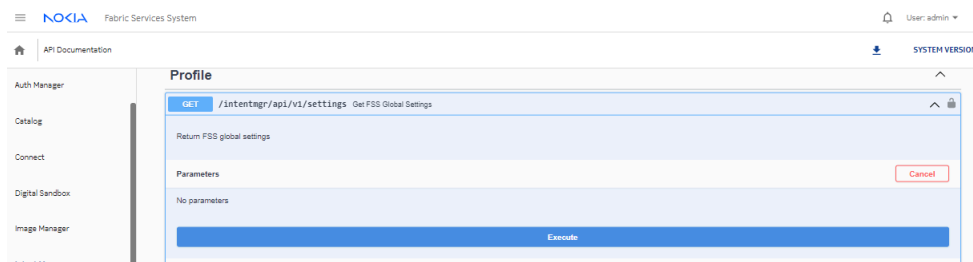 NOKIA Fabric Services System User: admin
API Documentation SYSTEM VERSION
Auth Manager
Catalog
Connect
Digital Sandbox
Image Manager
Profile
GET /intentmgr/api/v1/settings Get FSS Global Settings
Return FSS global settings
Parameters Cancel
No parameters
Execute